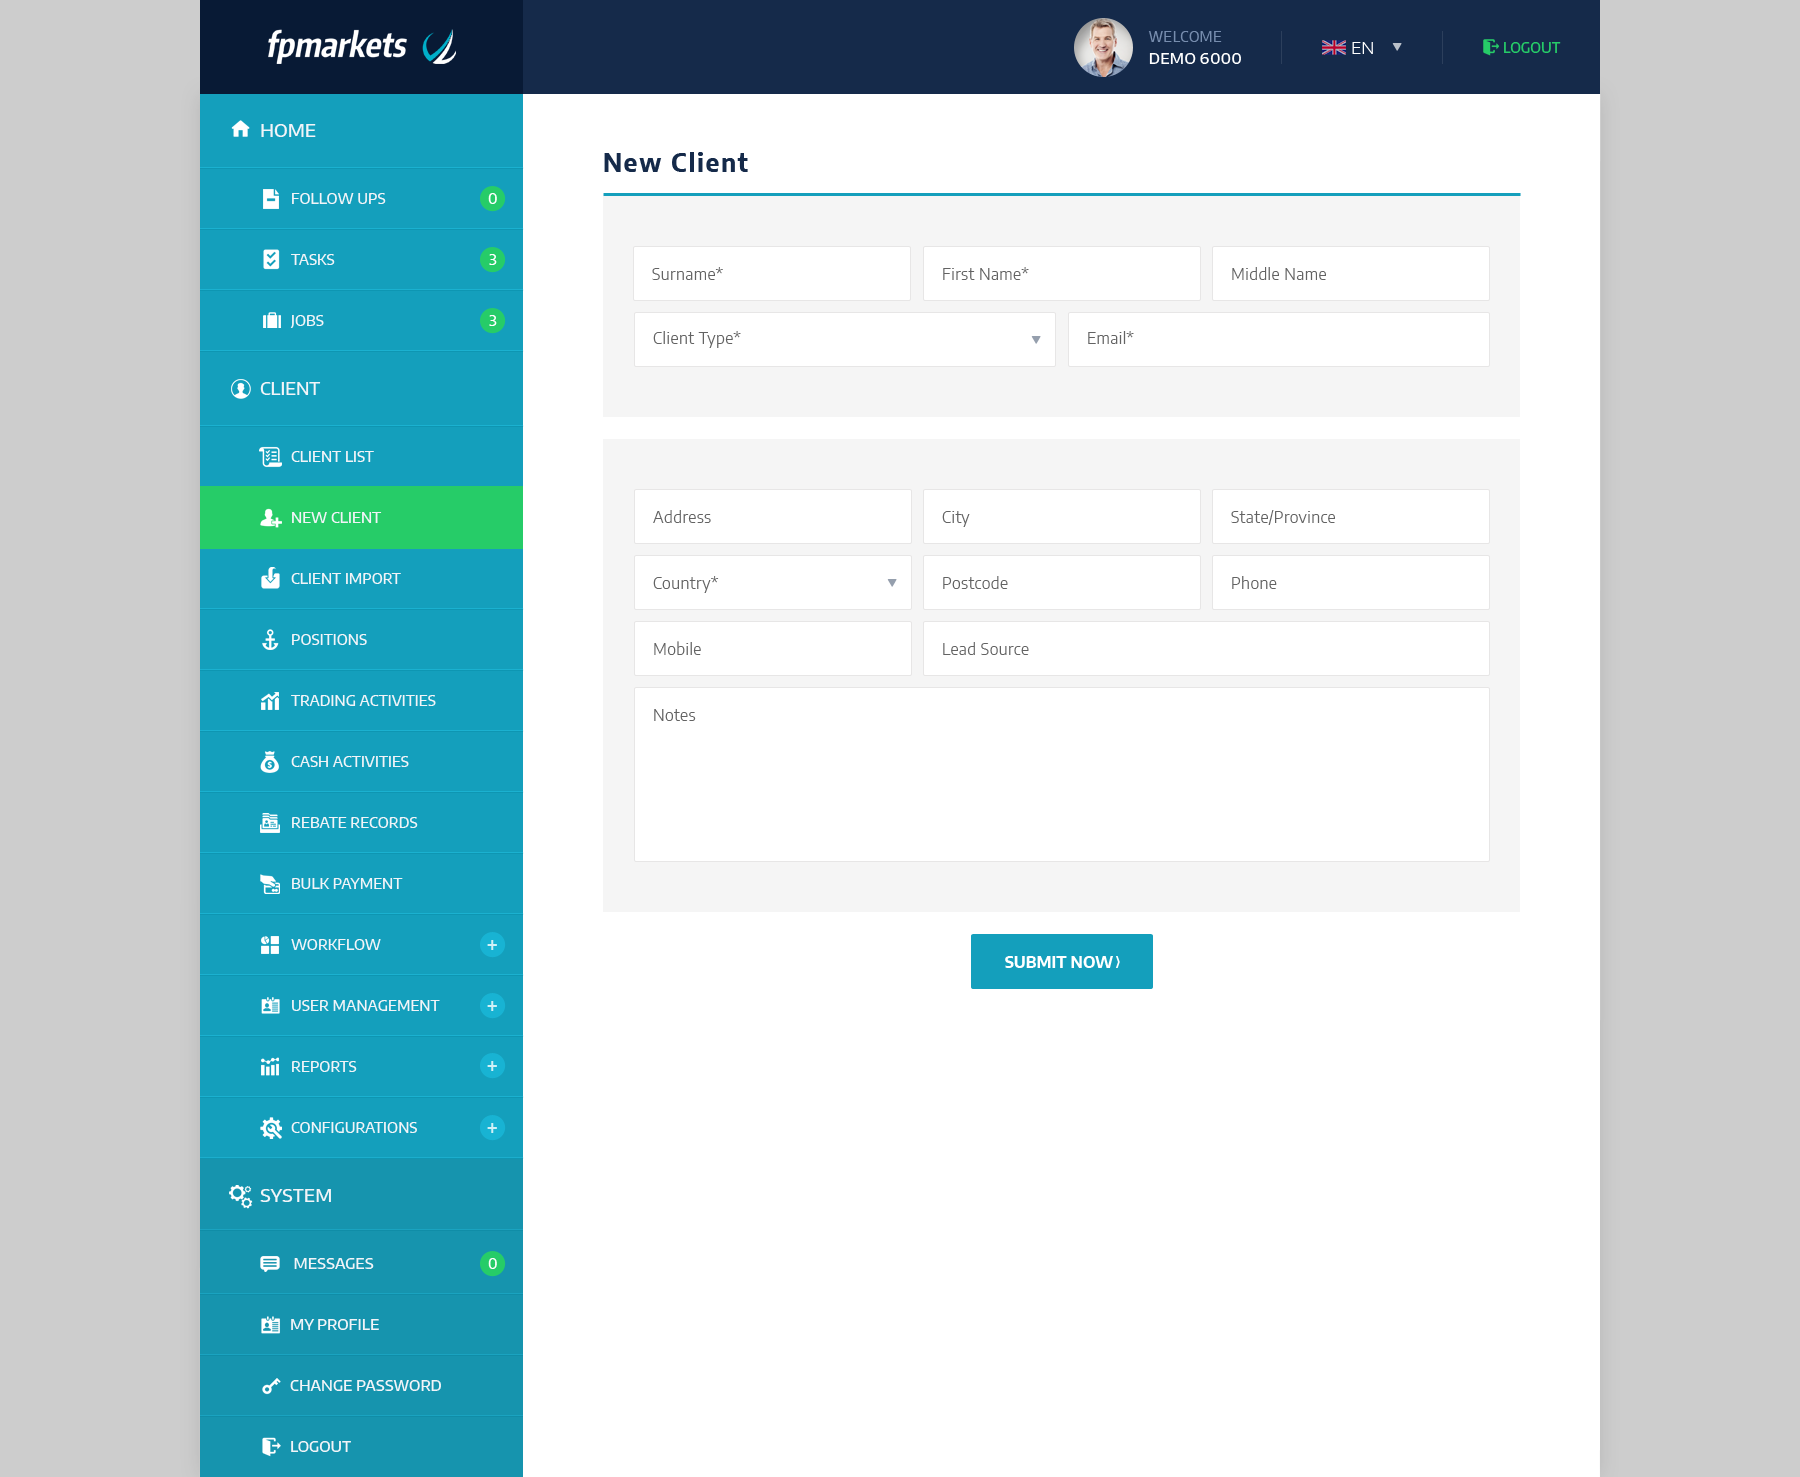 fpmarkets
WELCOME
DEMO 6000
EN
LOGOUT
HOME
FOLLOW UPS 0
TASKS 3
JOBS 3
CLIENT
CLIENT LIST
NEW CLIENT
CLIENT IMPORT
POSITIONS
TRADING ACTIVITIES
CASH ACTIVITIES
REBATE RECORDS
BULK PAYMENT
WORKFLOW +
USER MANAGEMENT +
REPORTS +
CONFIGURATIONS +
SYSTEM
MESSAGES 0
MY PROFILE
CHANGE PASSWORD
LOGOUT
New Client
Surname* First Name* Middle Name
Client Type* Email*
Address City State/Province
Country* Postcode Phone
Mobile Lead Source
Notes
SUBMIT NOW ⟩